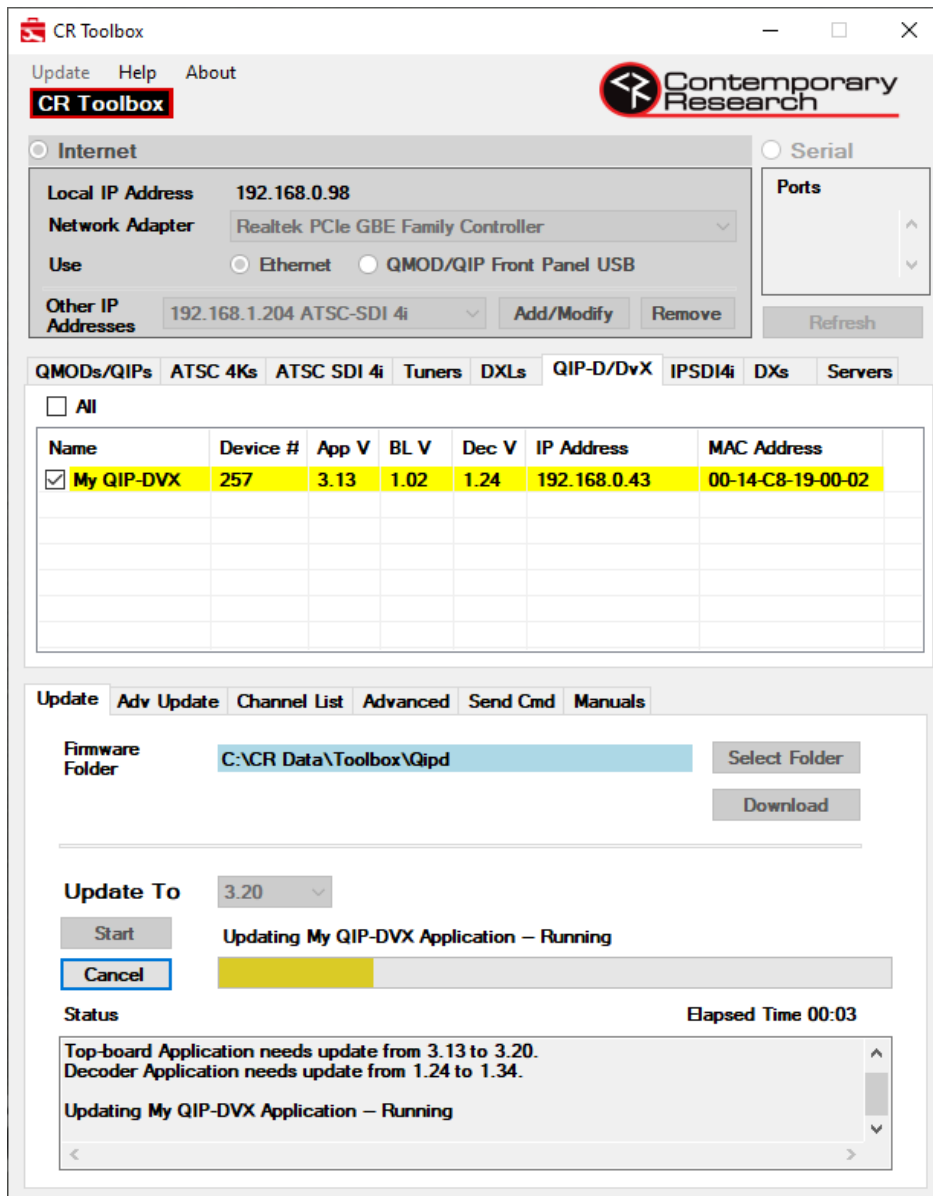 CR Toolbox
Update Help About
CR Toolbox
Contemporary
Research
Internet
Serial
Local IP Address 192.168.0.98
Ports
Network Adapter Realtek PCIe GBE Family Controller
Use Ethernet QMOD/QIP Front Panel USB
Other IP
Addresses 192.168.1.204 ATSC-SDI 4i Add/Modify Remove
Refresh
QMODs/QIPs ATSC 4Ks ATSC SDI 4i Tuners DXLs QIP-D/DvX IPSDI4i DXs Servers
All
Name Device # App V BL V Dec V IP Address MAC Address
My QIP-DVX 257 3.13 1.02 1.24 192.168.0.43 00-14-C8-19-00-02
Update Adv Update Channel List Advanced Send Cmd Manuals
Firmware
Folder C:\CR Data\Toolbox\Qipd Select Folder
Download
Update To 3.20
Start Updating My QIP-DVX Application – Running
Cancel
Status Elapsed Time 00:03
Top-board Application needs update from 3.13 to 3.20.
Decoder Application needs update from 1.24 to 1.34.
Updating My QIP-DVX Application – Running